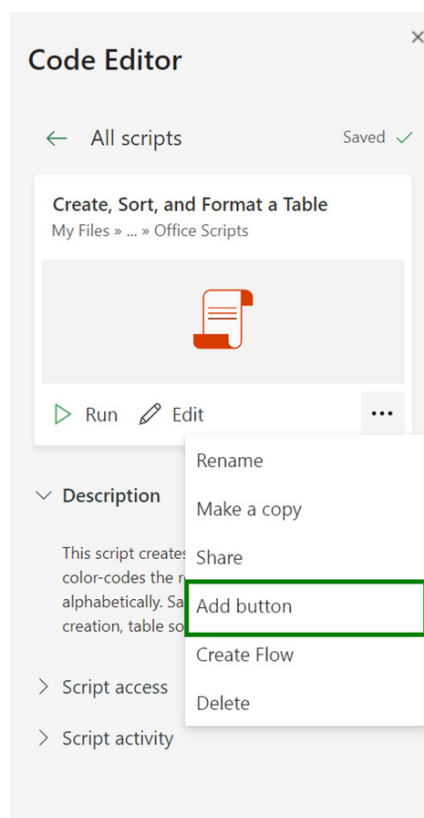 Code Editor
← All scripts Saved
Create, Sort, and Format a Table
My Files » ... » Office Scripts
Run Edit ...
Rename
Make a copy
Description
Share
This script creates
color-codes the
alphabetically.
Add button
creation, table
Create Flow
Script access
Delete
Script activity